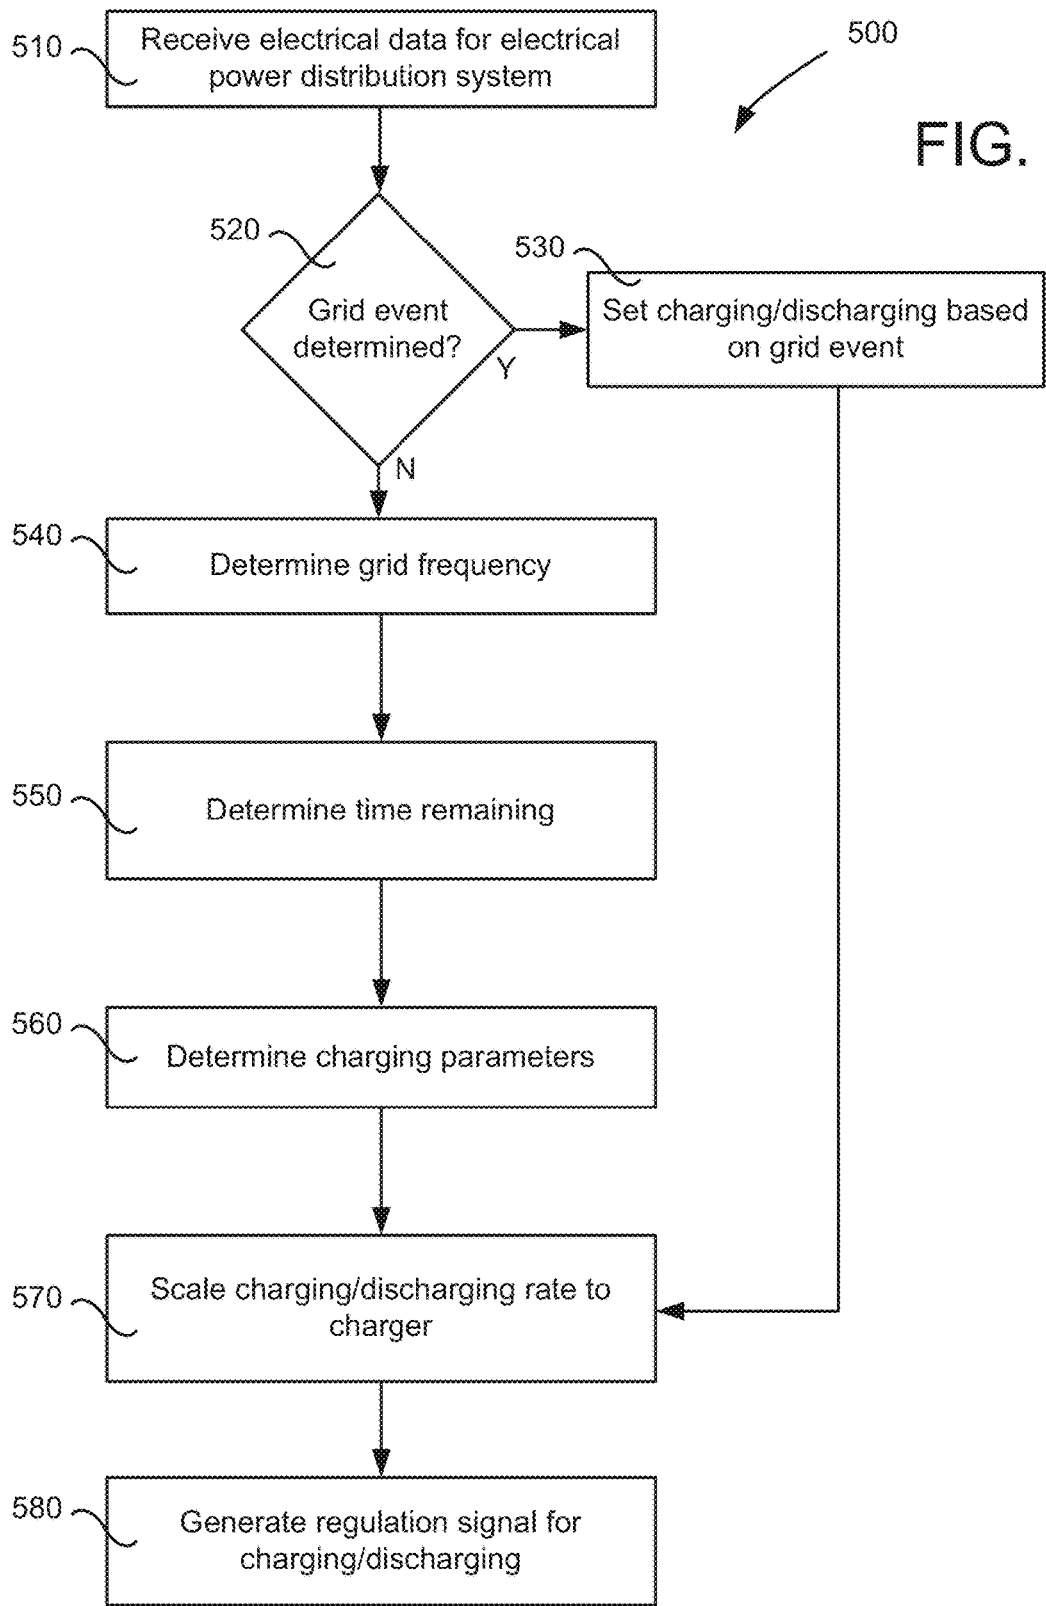 510
Receive electrical data for electrical
power distribution system
500
FIG.
520
Grid event
determined?
Y
N
530
Set charging/discharging based
on grid event
540
Determine grid frequency
550
Determine time remaining
560
Determine charging parameters
570
Scale charging/discharging rate to
charger
580
Generate regulation signal for
charging/discharging